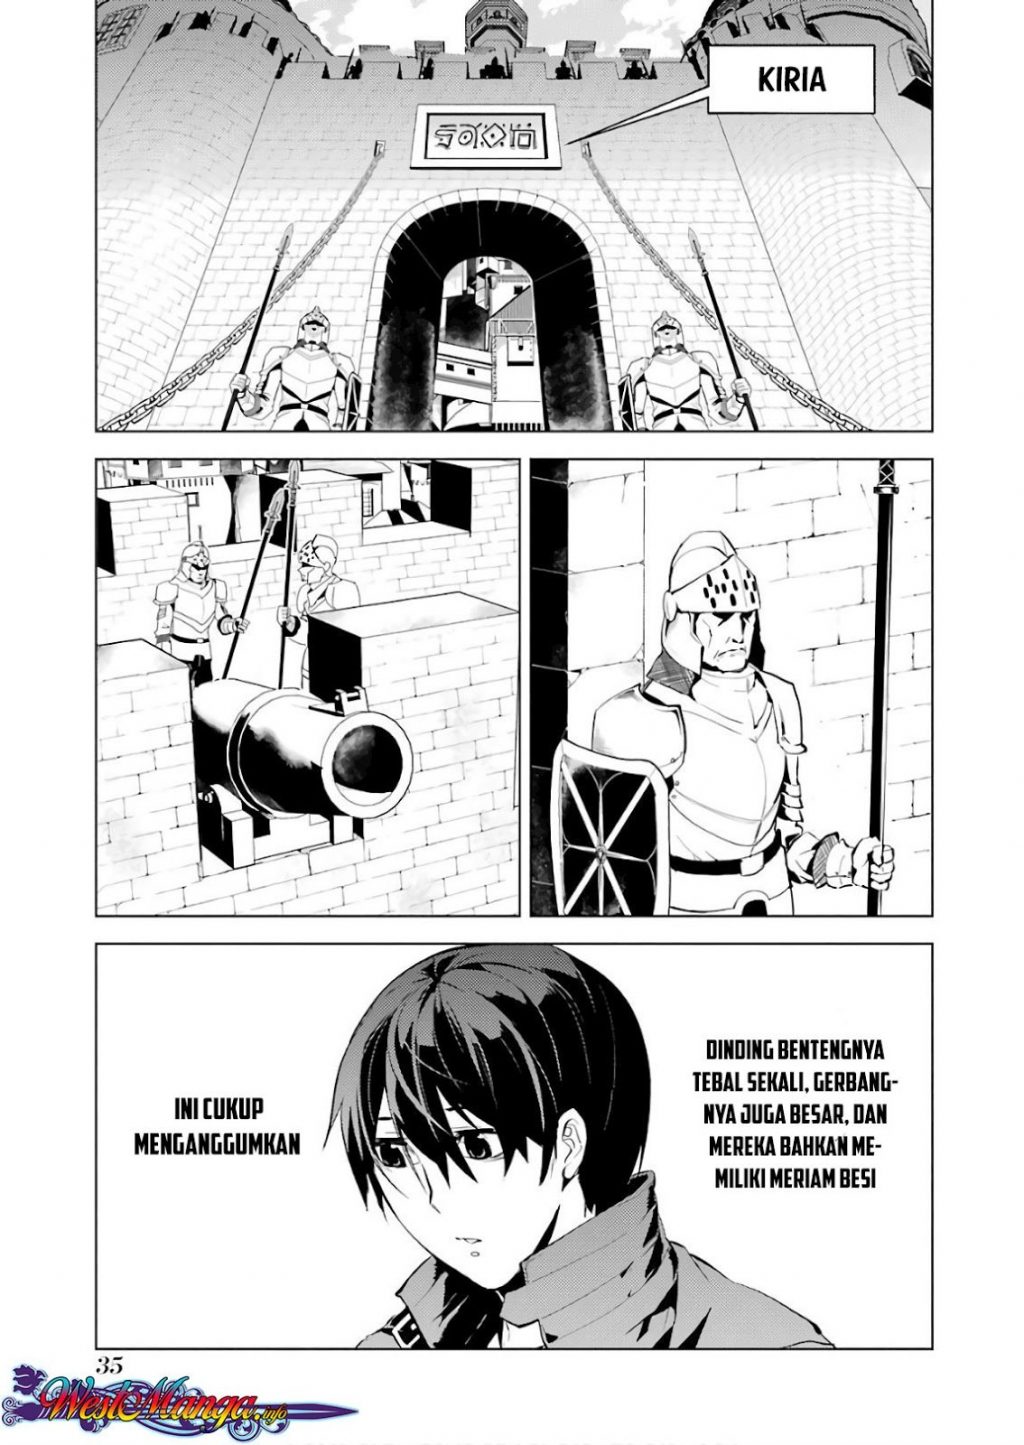 KIRIA
DINDING BENTENGNYA
TEBAL SEKALI, GERBANG-
NYA JUGA BESAR, DAN
MEREKA BAHKAN ME-
MILIKI MERIAM BESI
INI CUKUP
MENGANGGUMKAN
35
WestManga.info